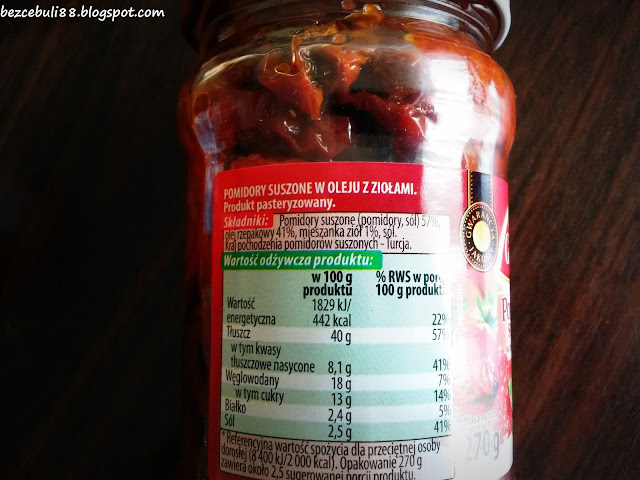 bezcebuli88.blogspot.com
POMIDORY SUSZONE W OLEJU Z ZIOŁAMI.
Produkt pasteryzowany.
Składniki: Pomidory suszone (pomidory, sól) 57%,
olej rzepakowy 41%, mieszanka ziół 1%, sól.
Kraj pochodzenia pomidorów suszonych - Turcja.
Wartość odżywcza produktu:
w 100 g produktu
% RWS w porc 100 g produktu
Wartość energetyczna 1829 kJ/ 442 kcal 22%
Tłuszcz 40 g 57%
w tym kwasy tłuszczowe nasycone 8,1 g 41%
Węglowodany 18 g 7%
w tym cukry 13 g 14%
Białko 2,4 g 5%
Sól 2,5 g 41%
* Referencyjna wartość spożycia dla przeciętnej osoby
dorosłej (8 400 kJ/2 000 kcal). Opakowanie 270 g
zawiera około 2,5 sugerowanej porcji produktu.
270 g